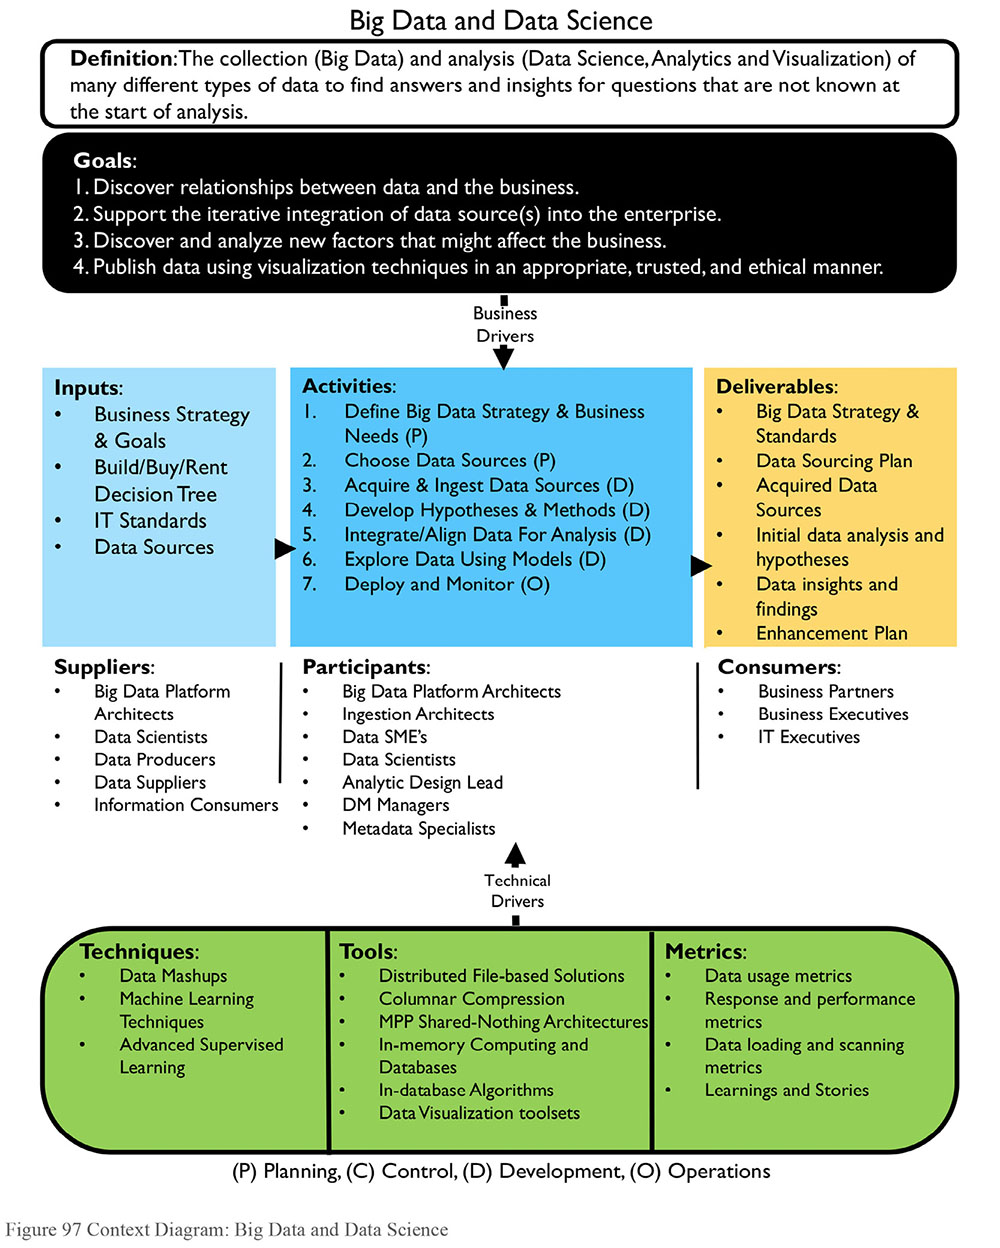 Big Data and Data Science
Definition: The collection (Big Data) and analysis (Data Science, Analytics and Visualization) of
many different types of data to find answers and insights for questions that are not known at
the start of analysis.
Goals:
1. Discover relationships between data and the business.
2. Support the iterative integration of data source(s) into the enterprise.
3. Discover and analyze new factors that might affect the business.
4. Publish data using visualization techniques in an appropriate, trusted, and ethical manner.
Business
Drivers
Inputs:
• Business Strategy
& Goals
• Build/Buy/Rent
Decision Tree
• IT Standards
• Data Sources
Activities:
1. Define Big Data Strategy & Business
Needs (P)
2. Choose Data Sources (P)
3. Acquire & Ingest Data Sources (D)
4. Develop Hypotheses & Methods (D)
5. Integrate/Align Data For Analysis (D)
6. Explore Data Using Models (D)
7. Deploy and Monitor (O)
Deliverables:
• Big Data Strategy &
Standards
• Data Sourcing Plan
• Acquired Data
Sources
• Initial data analysis and
hypotheses
• Data insights and
findings
• Enhancement Plan
Suppliers:
• Big Data Platform
Architects
• Data Scientists
• Data Producers
• Data Suppliers
• Information Consumers
Participants:
• Big Data Platform Architects
• Ingestion Architects
• Data SME's
• Data Scientists
• Analytic Design Lead
• DM Managers
• Metadata Specialists
Consumers:
• Business Partners
• Business Executives
• IT Executives
Technical
Drivers
Techniques:
• Data Mashups
• Machine Learning
Techniques
• Advanced Supervised
Learning
Tools:
• Distributed File-based Solutions
• Columnar Compression
• MPP Shared-Nothing Architectures
• In-memory Computing and
Databases
• In-database Algorithms
• Data Visualization toolsets
Metrics:
• Data usage metrics
• Response and performance
metrics
• Data loading and scanning
metrics
• Learnings and Stories
(P) Planning, (C) Control, (D) Development, (O) Operations
Figure 97 Context Diagram: Big Data and Data Science